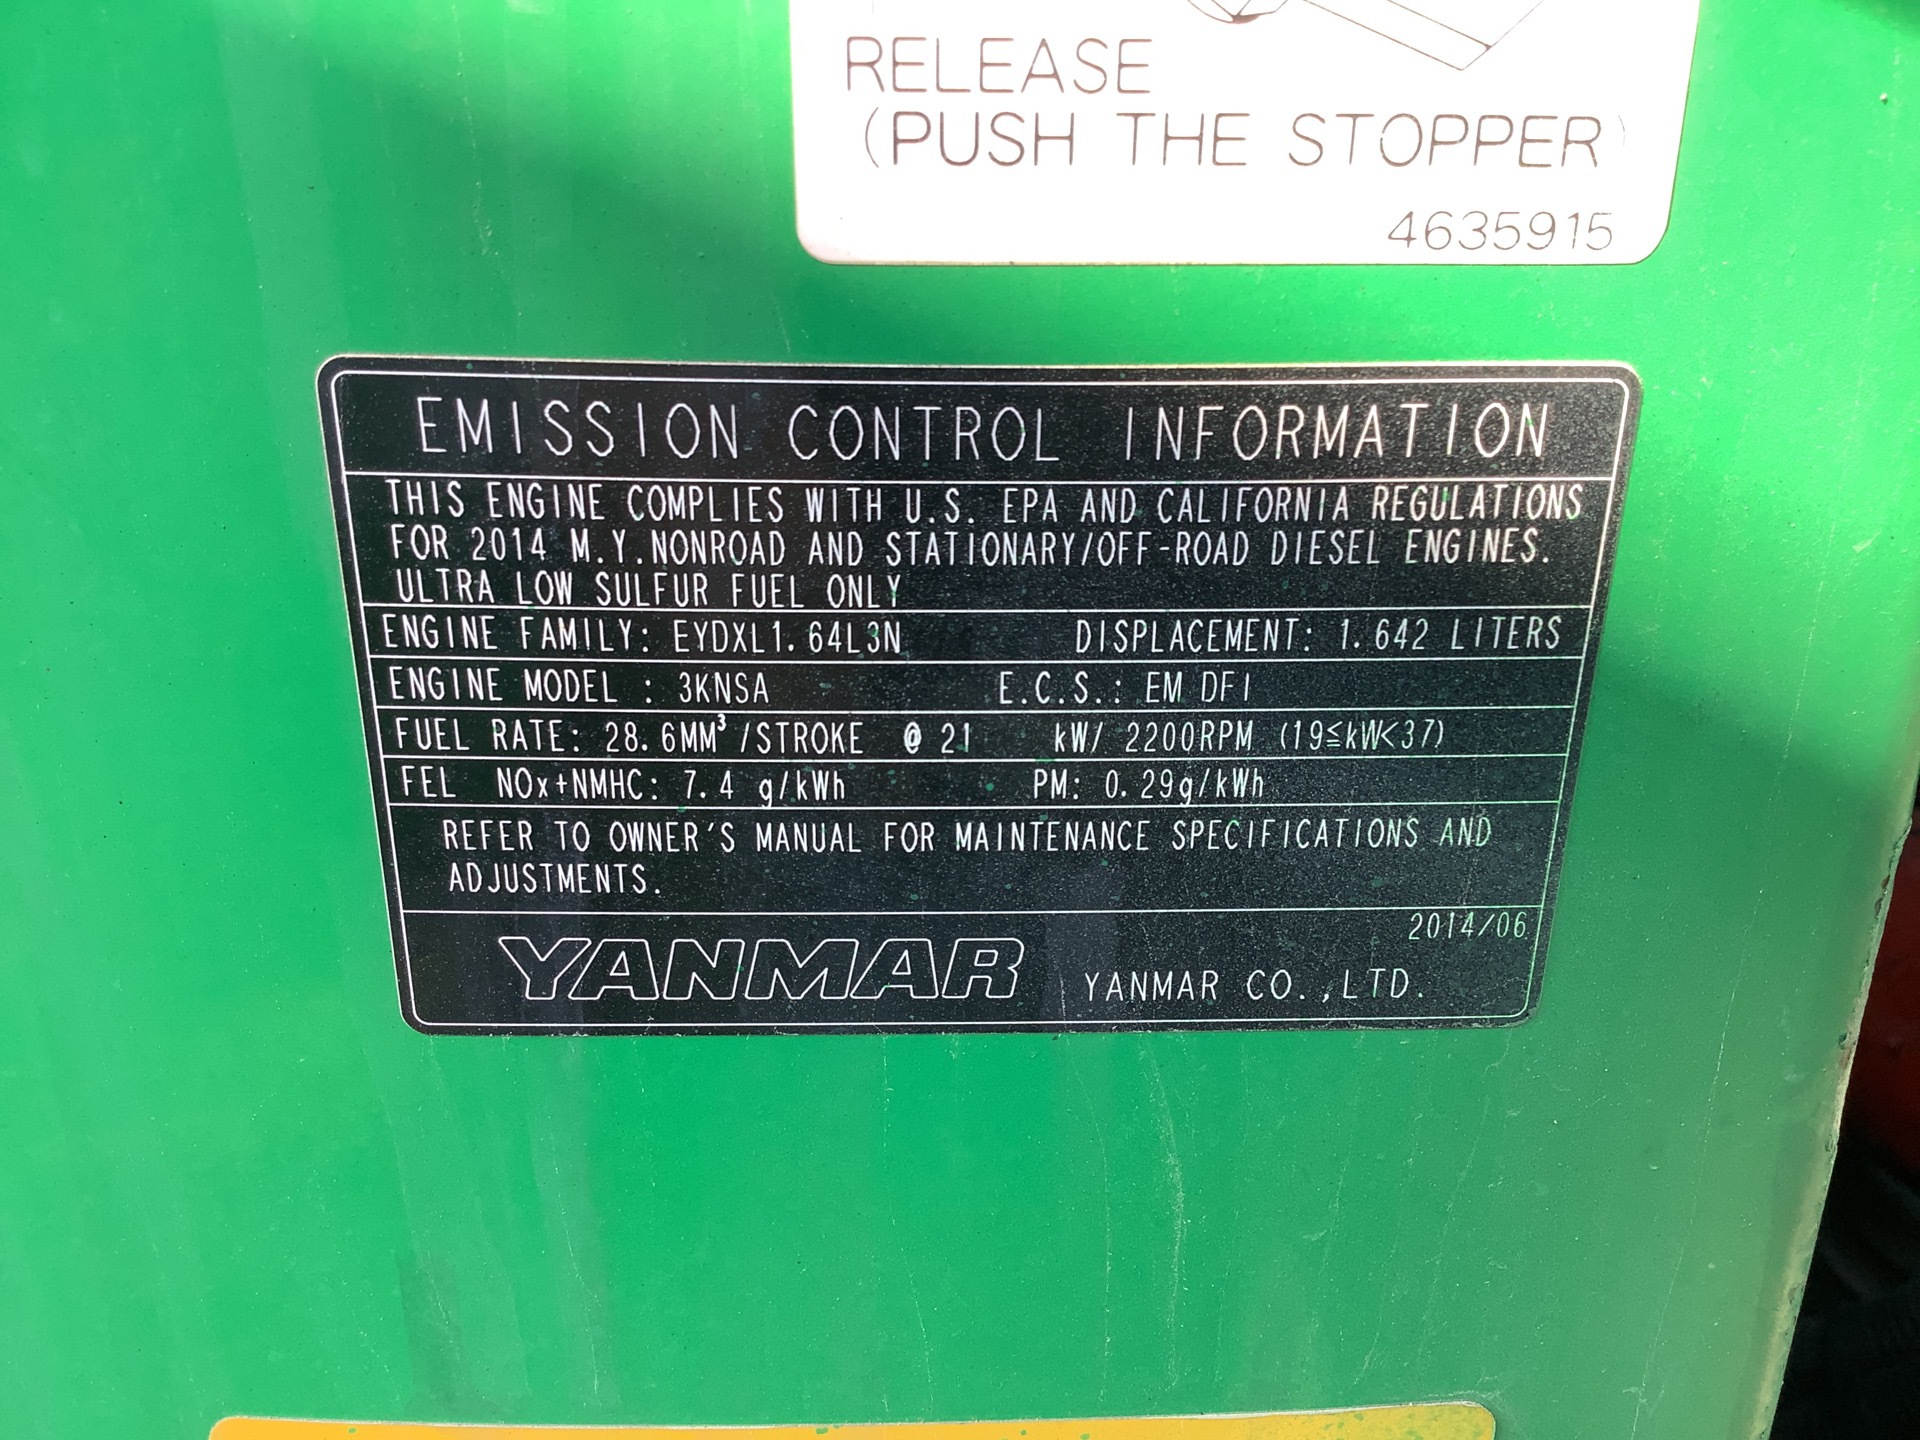 RELEASE
(PUSH THE STOPPER)
4635915
EMISSION CONTROL INFORMATION
THIS ENGINE COMPLIES WITH U.S. EPA AND CALIFORNIA REGULATIONS
FOR 2014 M.Y.NONROAD AND STATIONARY/OFF-ROAD DIESEL ENGINES.
ULTRA LOW SULFUR FUEL ONLY
ENGINE FAMILY: EYDXL1.64L3N DISPLACEMENT: 1.642 LITERS
ENGINE MODEL : 3KNSA E.C.S.: EM DFI
FUEL RATE: 28.6MM³/STROKE @ 21 kW/ 2200RPM (19≦kW<37)
FEL NOx+NMHC: 7.4 g/kWh PM: 0.29g/kWh
REFER TO OWNER'S MANUAL FOR MAINTENANCE SPECIFICATIONS AND
ADJUSTMENTS.
2014/06
YANMAR YANMAR CO.,LTD.